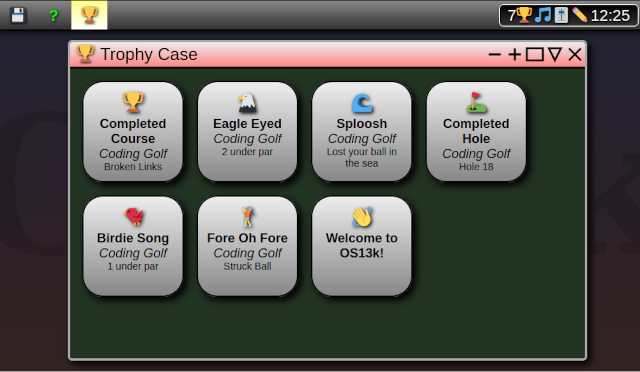 ?
7 12:25
Trophy Case
Completed
Course
Coding Golf
Broken Links
Eagle Eyed
Coding Golf
2 under par
Sploosh
Coding Golf
Lost your ball in
the sea
Completed
Hole
Coding Golf
Hole 18
Birdie Song
Coding Golf
1 under par
Fore Oh Fore
Coding Golf
Struck Ball
Welcome to
OS13k!